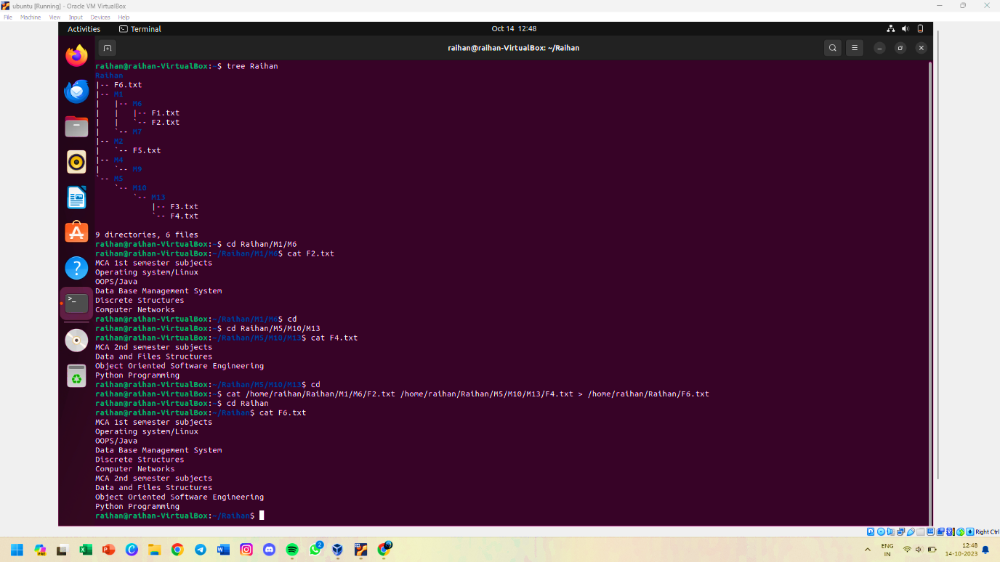 ubuntu [Running] - Oracle VM VirtualBox
File Machine View Input Devices Help
Activities Terminal Oct 14 12:48
raihan@raihan-VirtualBox: ~/Raihan
raihan@raihan-VirtualBox:~$ tree Raihan
Raihan
|-- F6.txt
|-- M1
|   |-- M6
|   |   |-- F1.txt
|   |   `-- F2.txt
|   `-- M7
|-- M2
|   `-- F5.txt
|-- M4
|   `-- M9
`-- M5
    `-- M10
        `-- M13
            |-- F3.txt
            `-- F4.txt
9 directories, 6 files
raihan@raihan-VirtualBox:~$ cd Raihan/M1/M6
raihan@raihan-VirtualBox:~/Raihan/M1/M6$ cat F2.txt
MCA 1st semester subjects
Operating system/Linux
OOPS/Java
Data Base Management System
Discrete Structures
Computer Networks
raihan@raihan-VirtualBox:~/Raihan/M1/M6$ cd
raihan@raihan-VirtualBox:~$ cd Raihan/M5/M10/M13
raihan@raihan-VirtualBox:~/Raihan/M5/M10/M13$ cat F4.txt
MCA 2nd semester subjects
Data and Files Structures
Object Oriented Software Engineering
Python Programming
raihan@raihan-VirtualBox:~/Raihan/M5/M10/M13$ cd
raihan@raihan-VirtualBox:~$ cat /home/raihan/Raihan/M1/M6/F2.txt /home/raihan/Raihan/M5/M10/M13/F4.txt > /home/raihan/Raihan/F6.txt
raihan@raihan-VirtualBox:~$ cd Raihan
raihan@raihan-VirtualBox:~/Raihan$ cat F6.txt
MCA 1st semester subjects
Operating system/Linux
OOPS/Java
Data Base Management System
Discrete Structures
Computer Networks
MCA 2nd semester subjects
Data and Files Structures
Object Oriented Software Engineering
Python Programming
raihan@raihan-VirtualBox:~/Raihan$
Right Ctrl
2
ENG
IN
12:48
14-10-2023